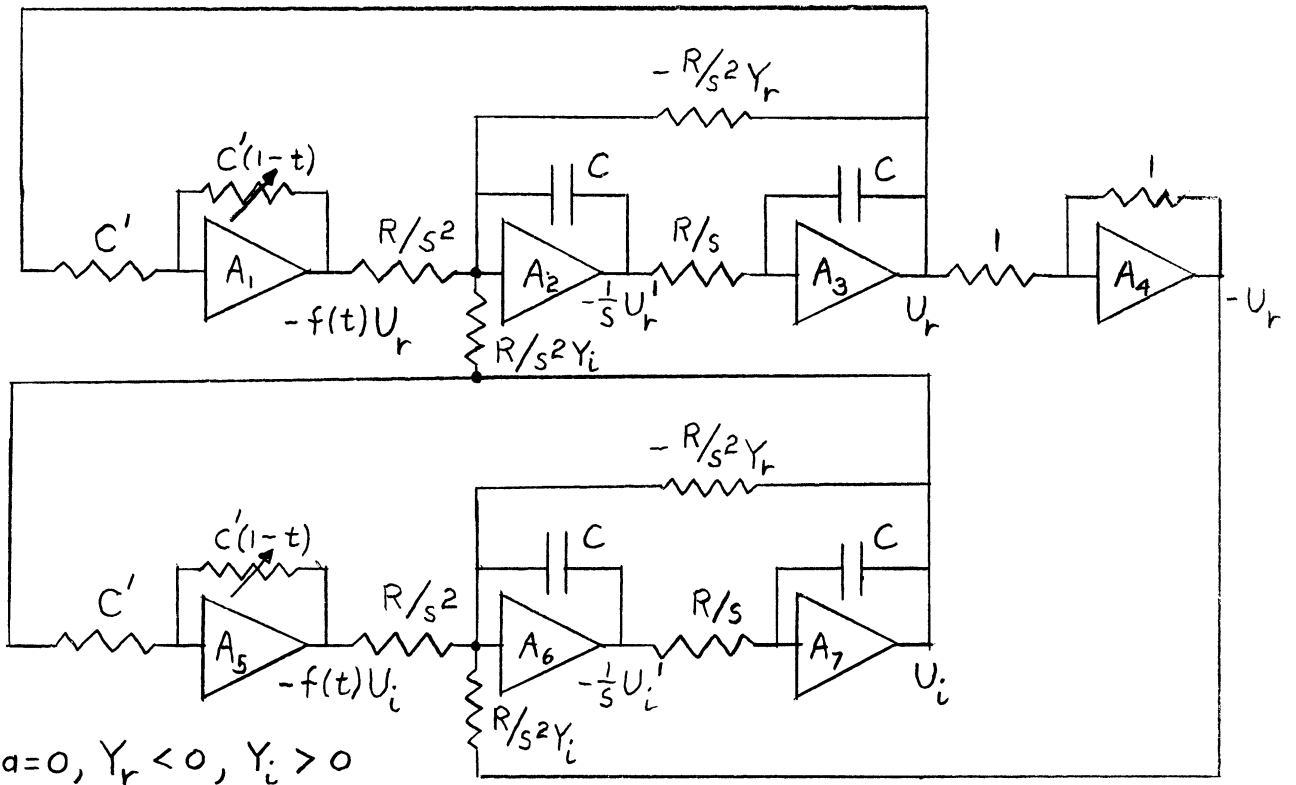 - R/s² Yr
C'(1-t)
C
C
1
C'
A1
R/s²
A2
R/s
A3
1
A4
-f(t)Ur
-1/s Ur'
Ur
-Ur
R/s² Yi
- R/s² Yr
C'(1-t)
C
C
C'
A5
R/s²
A6
R/s
A7
-f(t)Ui
-1/s Ui'
Ui
R/s² Yi
a=0, Yr < 0, Yi > 0